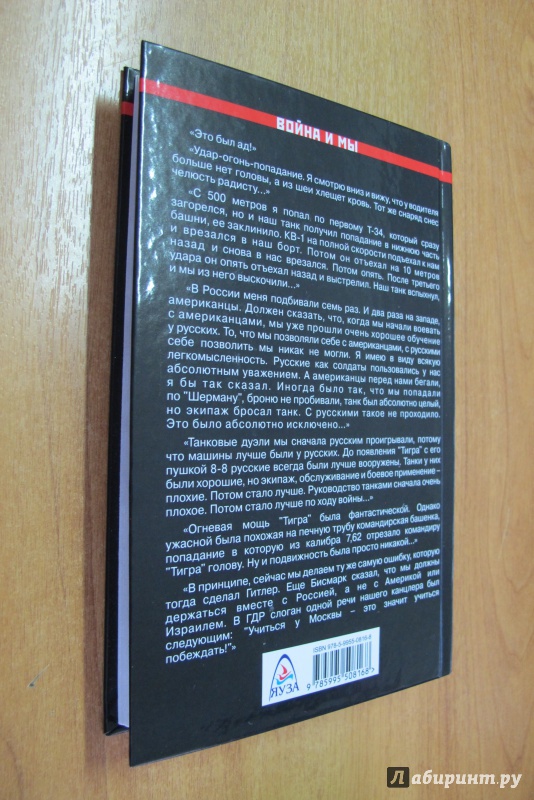 ВОЙНА И МЫ
«Это был ад!»
«Удар-огонь-попадание. Я смотрю вниз и вижу, что у водителя
больше нет головы, а из шеи хлещет кровь. Тот же снаряд снес
челюсть радисту...»
«С 500 метров я попал по первому Т-34, который сразу
загорелся, но и наш танк получил попадание в нижнюю часть
башни, ее заклинило. КВ-1 на полной скорости подъехал к нам
и врезался в наш борт. Потом он отъехал на 10 метров
назад и снова в нас врезался. Потом опять. После третьего
удара он опять отъехал назад и выстрелил. Наш танк вспыхнул,
и мы из него выскочили...»
«В России меня подбивали семь раз. И два раза на западе,
американцы. Должен сказать, что, когда мы начали воевать
с американцами, мы уже прошли очень хорошее обучение
у русских. То, что мы позволяли себе с американцами, с русскими
себе позволить мы никак не могли. Я имею в виду всякую
легкомысленность. Русские как солдаты пользовались у нас
абсолютным уважением. А американцы перед нами бегали,
я бы так сказал. Иногда было так, что мы попадали
по "Шерману", броню не пробивали, танк был абсолютно целый,
но экипаж бросал танк. С русскими такое не проходило.
Это было абсолютно исключено...»
«Танковые дуэли мы сначала русским проигрывали, потому
что машины лучше были у русских. До появления "Тигра" с его
пушкой 8-8 русские всегда были лучше вооружены. Танки у них
были хорошие, но экипаж, обслуживание и боевое применение –
плохие. Потом стало лучше. Руководство танками сначала очень
плохое. Потом стало лучше по ходу войны...»
«Огневая мощь "Тигра" была фантастической. Однако
ужасной была похожая на печную трубу командирская башенка,
попадание в которую из калибра 7,62 отрезало командиру
"Тигра" голову. Ну и подвижность была просто никакой...»
«В принципе, сейчас мы делаем ту же самую ошибку, которую
тогда сделал Гитлер. Еще Бисмарк сказал, что мы должны
держаться вместе с Россией, а не с Америкой или
Израилем. В ГДР слоган одной речи нашего канцлера был
следующим: "Учиться у Москвы – это значит учиться
побеждать!"»
ЯУЗА
ISBN 978-5-9955-0816-8
9 785995 508168 >
Лабиринт.ру